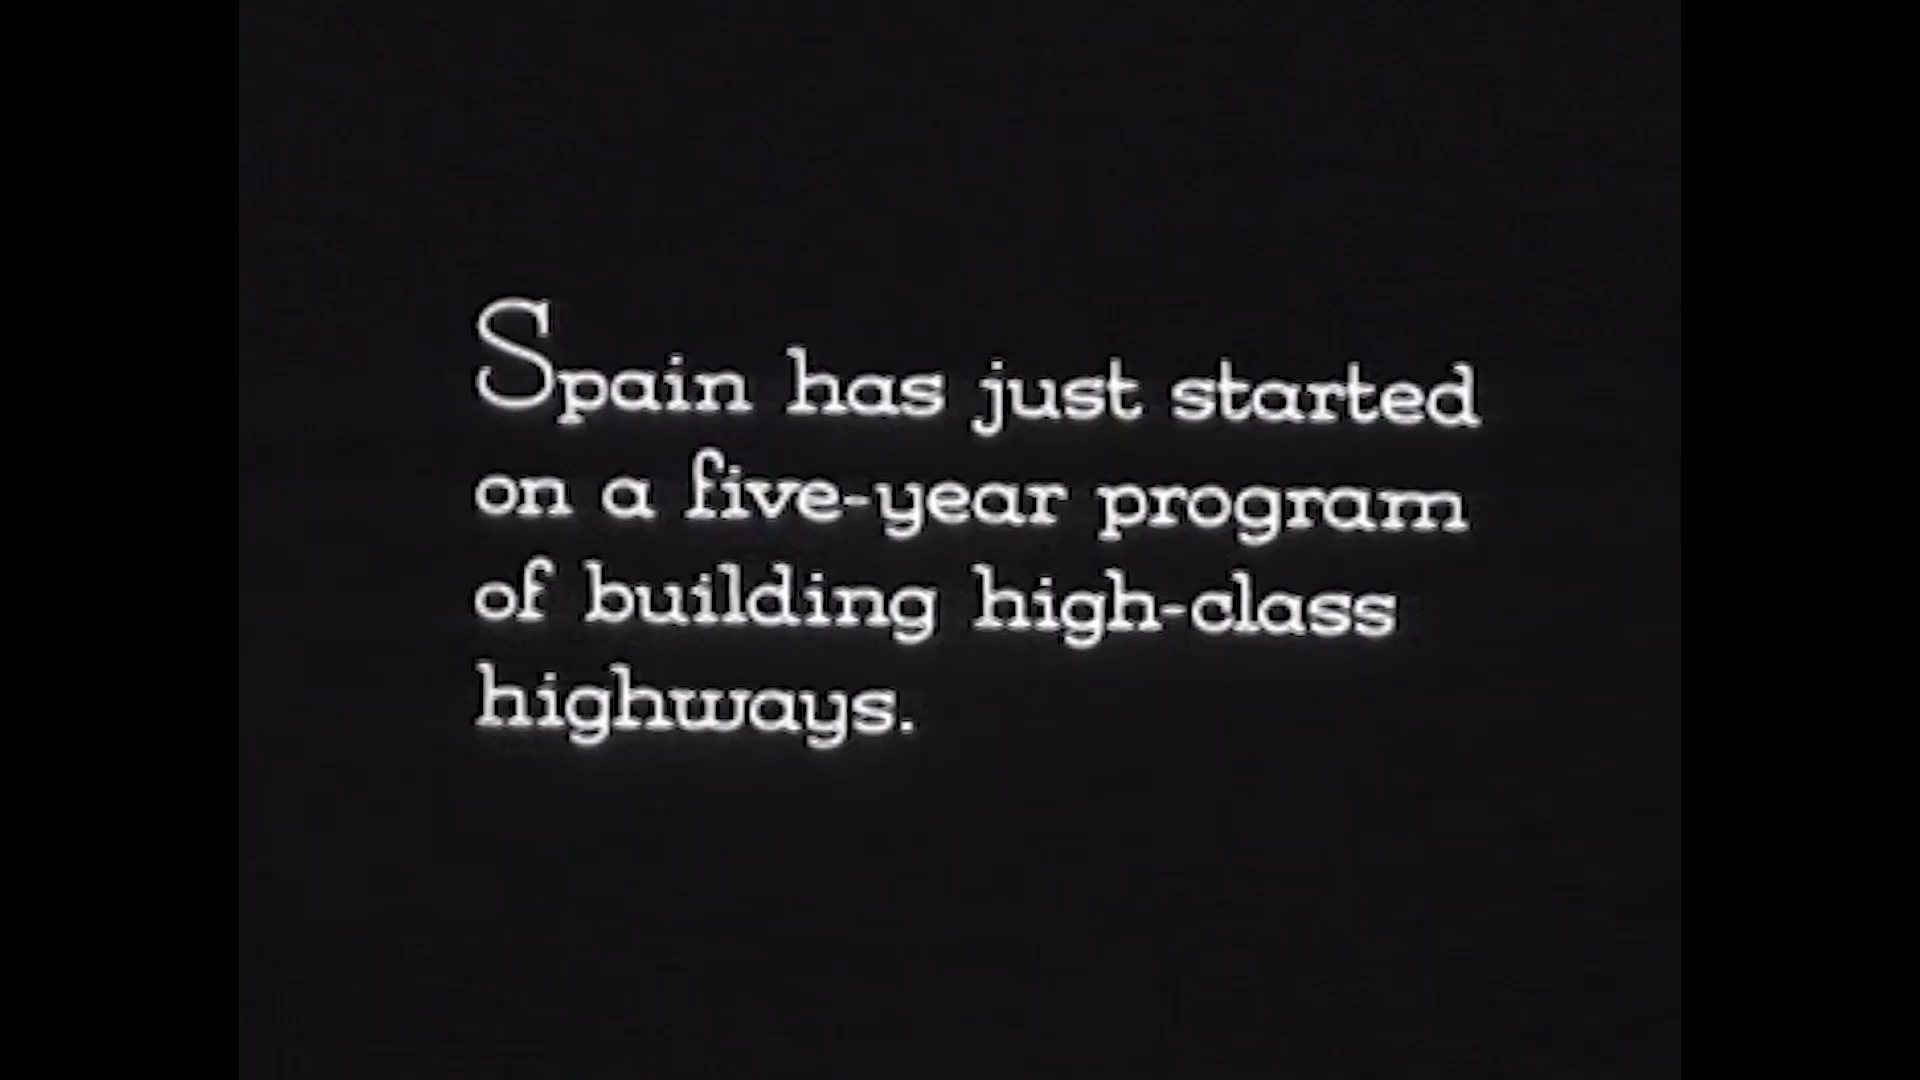 Spain has just started
on a five-year program
of building high-class
highways.